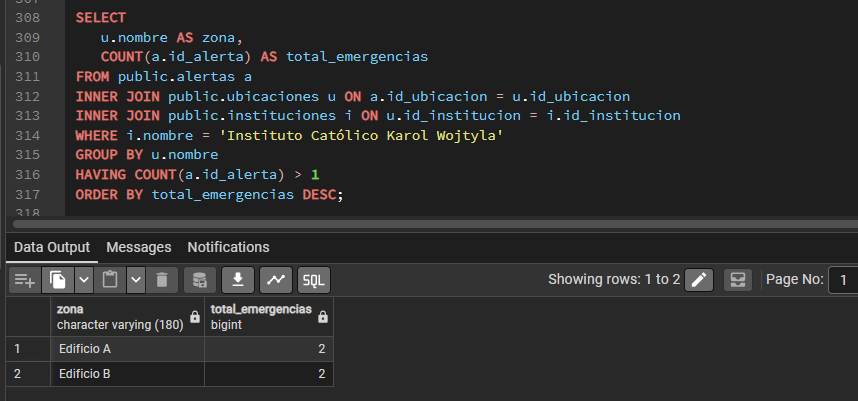 307
308 SELECT
309 u.nombre AS zona,
310 COUNT(a.id_alerta) AS total_emergencias
311 FROM public.alertas a
312 INNER JOIN public.ubicaciones u ON a.id_ubicacion = u.id_ubicacion
313 INNER JOIN public.instituciones i ON u.id_institucion = i.id_institucion
314 WHERE i.nombre = 'Instituto Católico Karol Wojtyla'
315 GROUP BY u.nombre
316 HAVING COUNT(a.id_alerta) > 1
317 ORDER BY total_emergencias DESC;
318
Data Output Messages Notifications
SQL Showing rows: 1 to 2 Page No: 1
zona total_emergencias
character varying (180) bigint
1 Edificio A 2
2 Edificio B 2